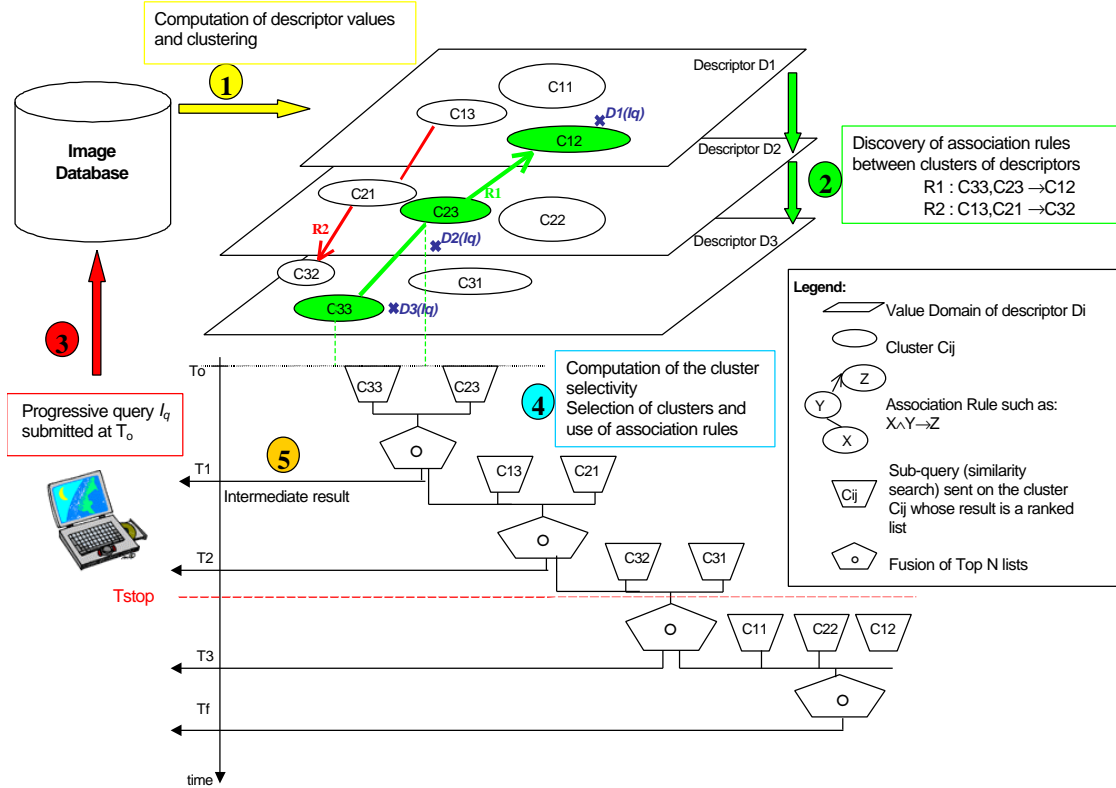 Computation of descriptor values
and clustering
1
Image
Database
Descriptor D1
C11
C13
D1(Iq)
C12
Descriptor D2
C21
R1
C23
C22
R2
D2(Iq)
Descriptor D3
C32
C31
C33
D3(Iq)
2
Discovery of association rules
between clusters of descriptors
R1 : C33,C23 →C12
R2 : C13,C21 →C32
Legend:
Value Domain of descriptor Di
Cluster Cij
Z
Y
X
Association Rule such as:
X∧Y→Z
Cij
Sub-query (similarity
search) sent on the cluster
Cij whose result is a ranked
list
Fusion of Top N lists
3
Progressive query Iq
submitted at To
4
Computation of the cluster
selectivity
Selection of clusters and
use of association rules
To
C33
C23
5
T1
Intermediate result
C13
C21
T2
C32
C31
Tstop
C11
C22
C12
T3
Tf
time